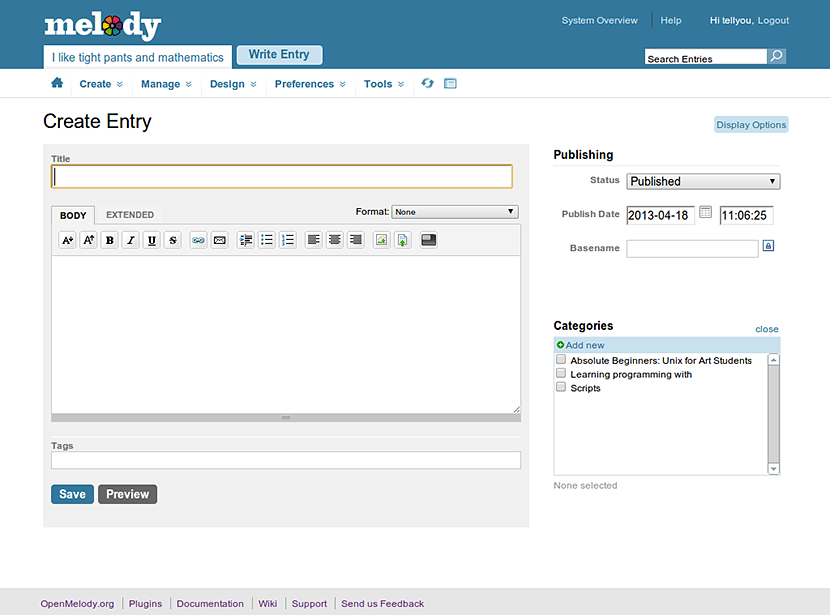 melody
System Overview
Help
Hi tellyou, Logout
I like tight pants and mathematics
Write Entry
Search Entries
Create
Manage
Design
Preferences
Tools
Create Entry
Display Options
Title
BODY
EXTENDED
Format: None
A A B I U S
Tags
Save
Preview
Publishing
Status Published
Publish Date 2013-04-18 11:06:25
Basename
Categories
close
Add new
Absolute Beginners: Unix for Art Students
Learning programming with
Scripts
None selected
OpenMelody.org Plugins Documentation Wiki Support Send us Feedback